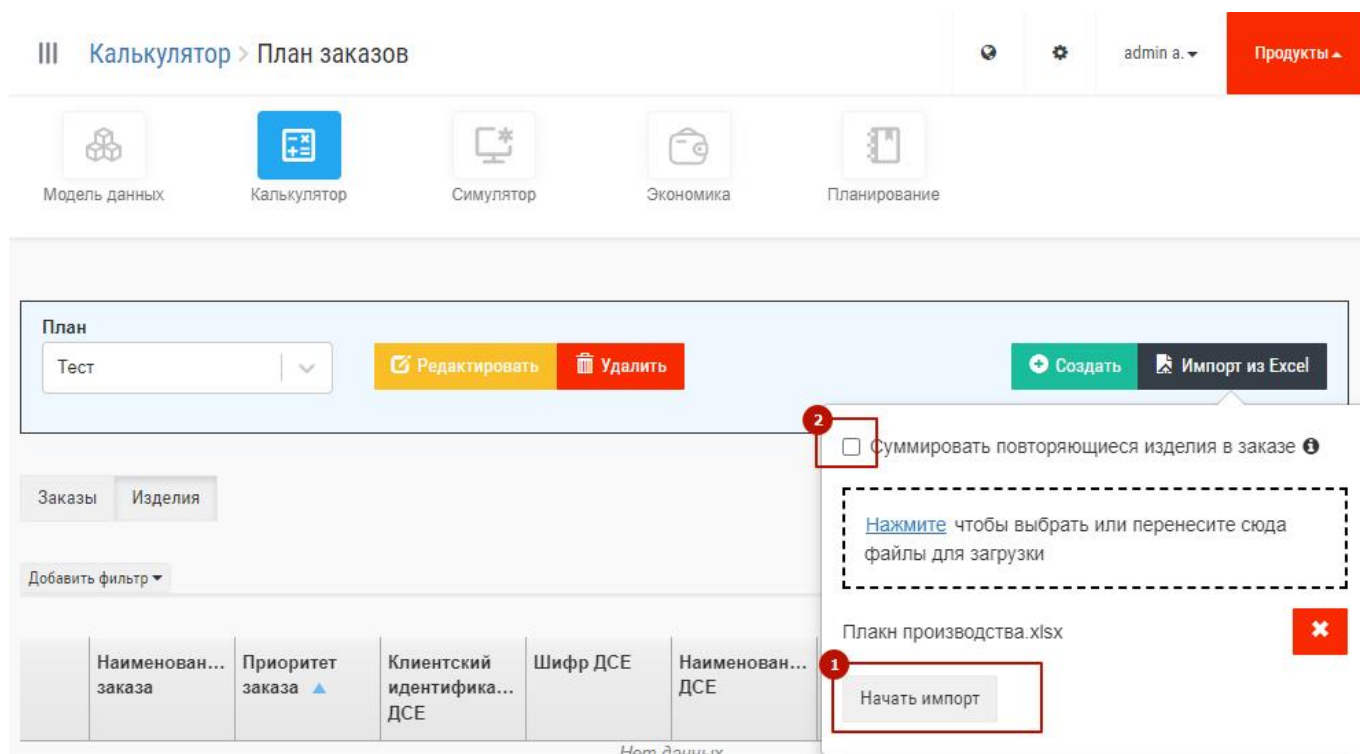 Калькулятор > План заказов
admin a.
Продукты
Модель данных
Калькулятор
Симулятор
Экономика
Планирование
План
Тест
Редактировать
Удалить
Создать
Импорт из Excel
2
Суммировать повторяющиеся изделия в заказе
Заказы
Изделия
Нажмите чтобы выбрать или перенесите сюда
файлы для загрузки
Добавить фильтр
Плакн производства.xlsx
1
Начать импорт
Наименован...
заказа
Приоритет
заказа
Клиентский
идентифика...
ДСЕ
Шифр ДСЕ
Наименован...
ДСЕ
Нет данных